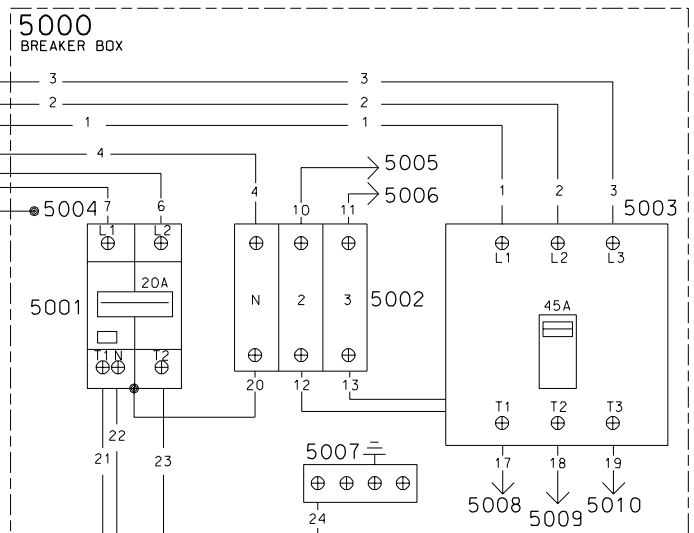 5000
BREAKER BOX
3 3
2 2
1 1
4
5005
5006
5004 7 6 4 10 11 1 2 3 5003
L1 L2
L1 L2 L3
20A
5001 N 2 3 5002 45A
T1 N T2
20 12 13
T1 T2 T3
22
21 23
5007
17 18 19
5008 5009 5010
24